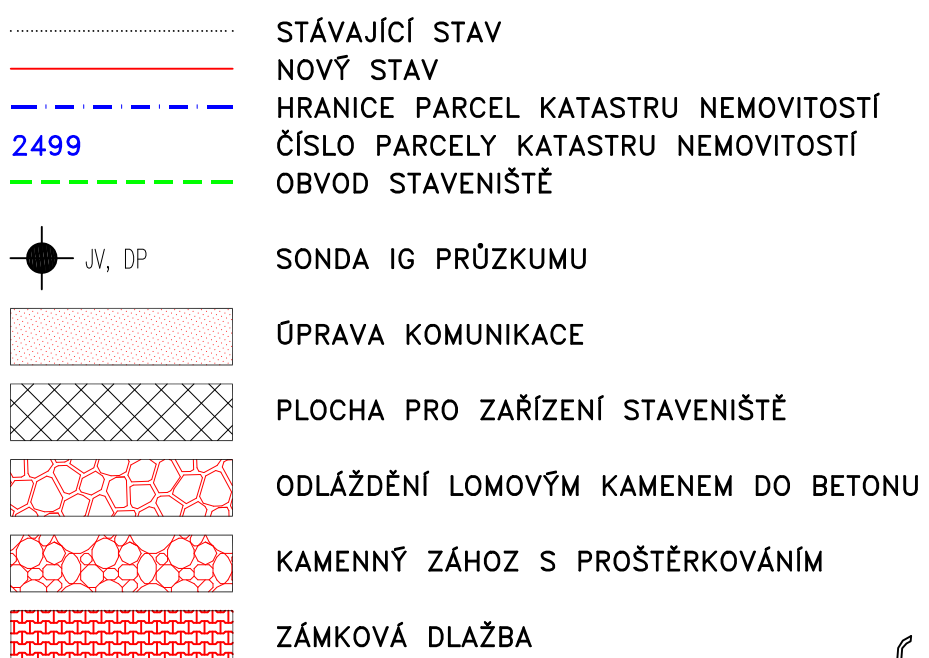 STÁVAJÍCÍ STAV
NOVÝ STAV
HRANICE PARCEL KATASTRU NEMOVITOSTÍ
2499 ČÍSLO PARCELY KATASTRU NEMOVITOSTÍ
OBVOD STAVENIŠTĚ
JV, DP SONDA IG PRŮZKUMU
ÚPRAVA KOMUNIKACE
PLOCHA PRO ZAŘÍZENÍ STAVENIŠTĚ
ODLÁŽDĚNÍ LOMOVÝM KAMENEM DO BETONU
KAMENNÝ ZÁHOZ S PROŠTĚRKOVÁNÍM
ZÁMKOVÁ DLAŽBA